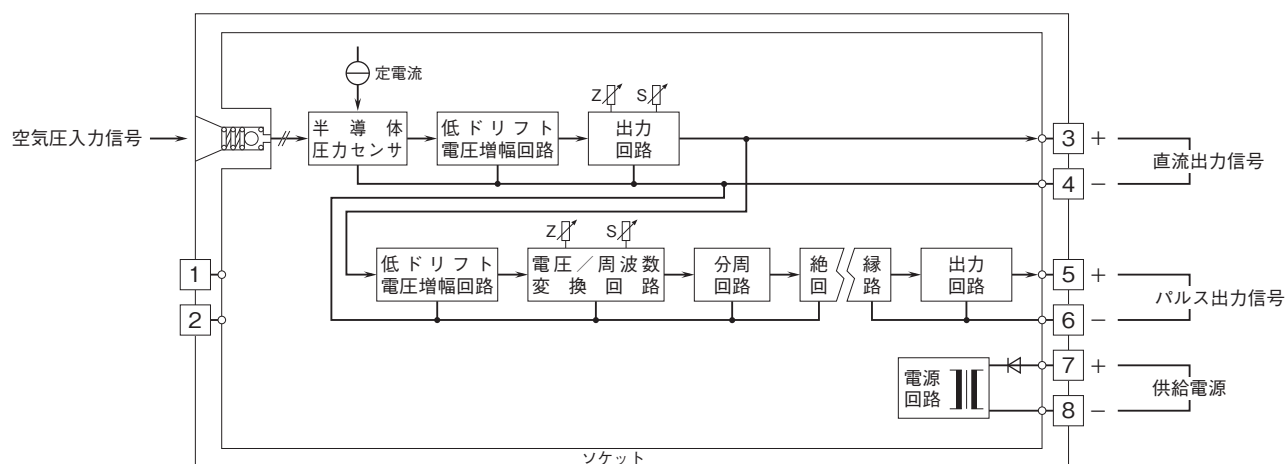 定電流
Z S
空気圧入力信号
半導体
圧力センサ
低ドリフト
電圧増幅回路
出力
回路
3 +
直流出力信号
4 −
Z S
低ドリフト
電圧増幅回路
電圧／周波数
変換回路
分周
回路
絶縁
回路
出力
回路
1
2
5 +
パルス出力信号
6 −
電源
回路
7 +
供給電源
8 −
ソケット